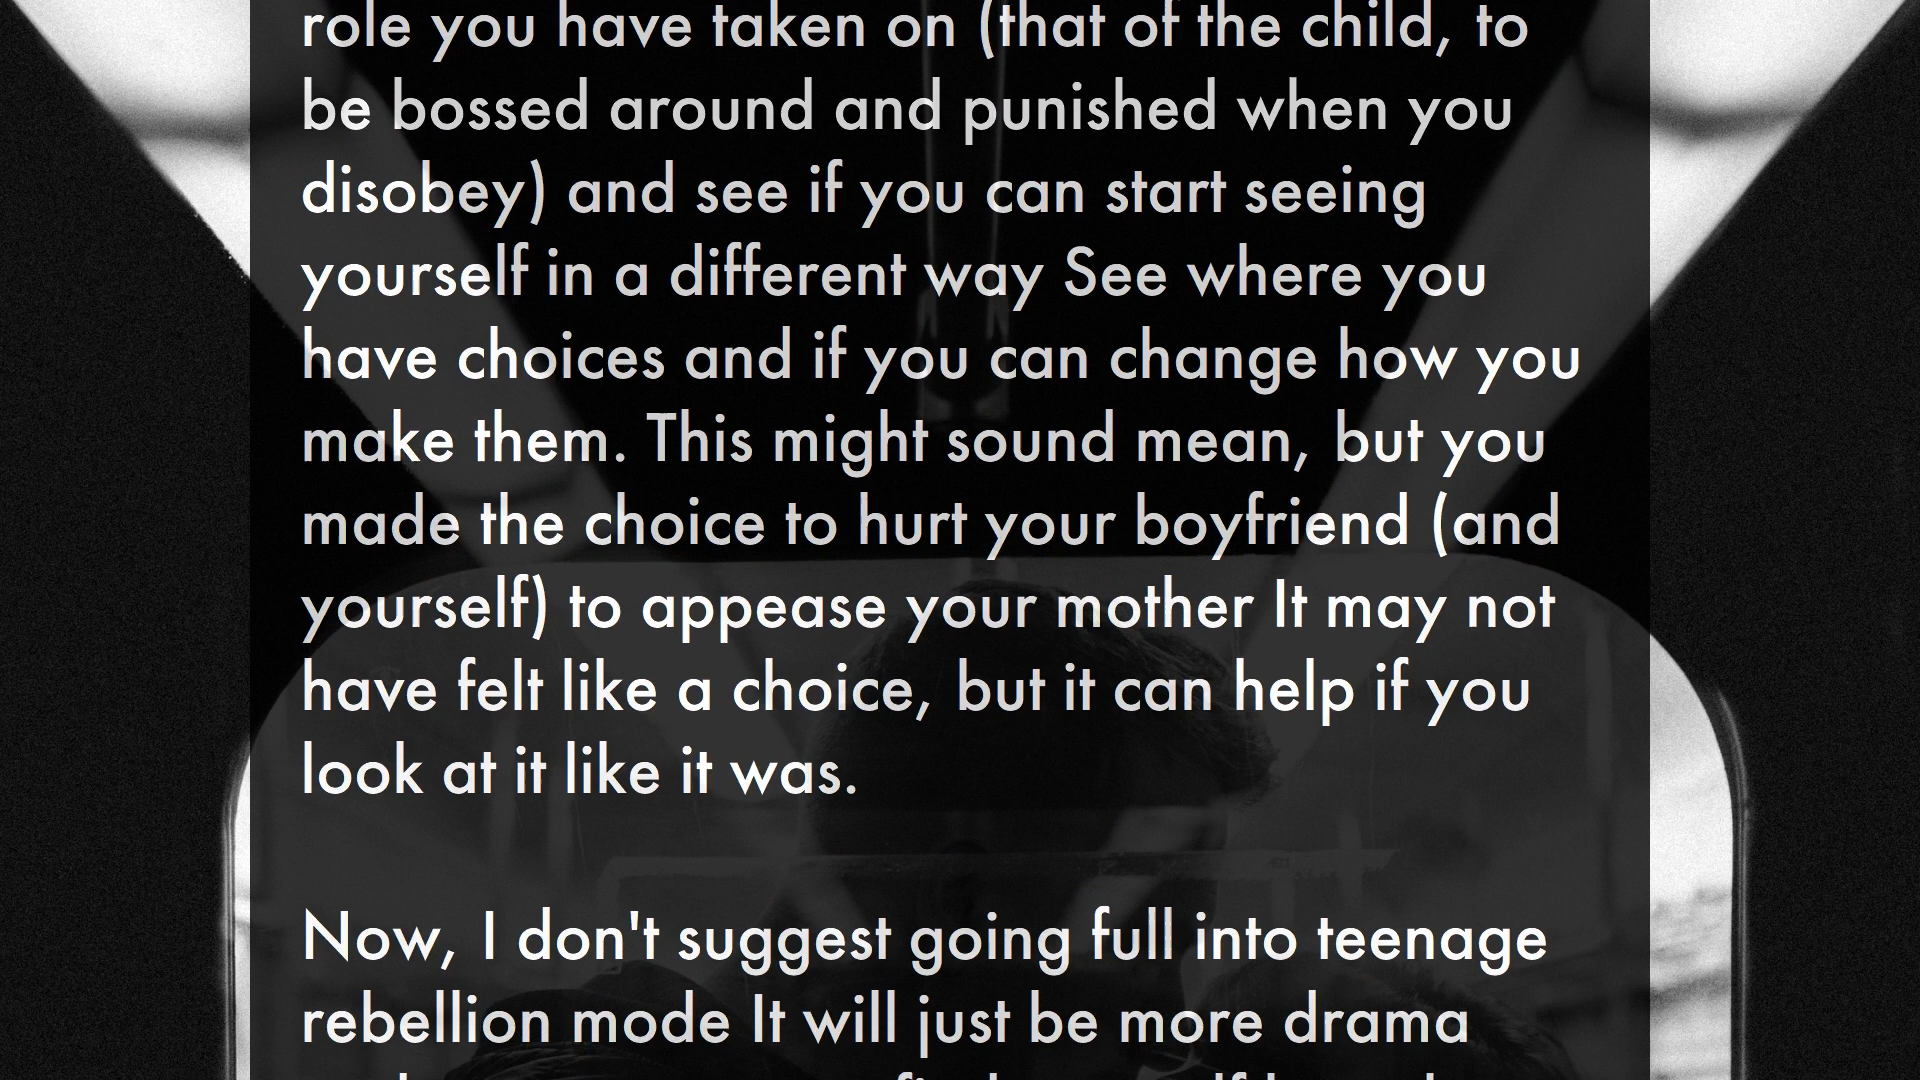 role you have taken on (that of the child, to
be bossed around and punished when you
disobey) and see if you can start seeing
yourself in a different way See where you
have choices and if you can change how you
make them. This might sound mean, but you
made the choice to hurt your boyfriend (and
yourself) to appease your mother It may not
have felt like a choice, but it can help if you
look at it like it was.
Now, I don't suggest going full into teenage
rebellion mode It will just be more drama